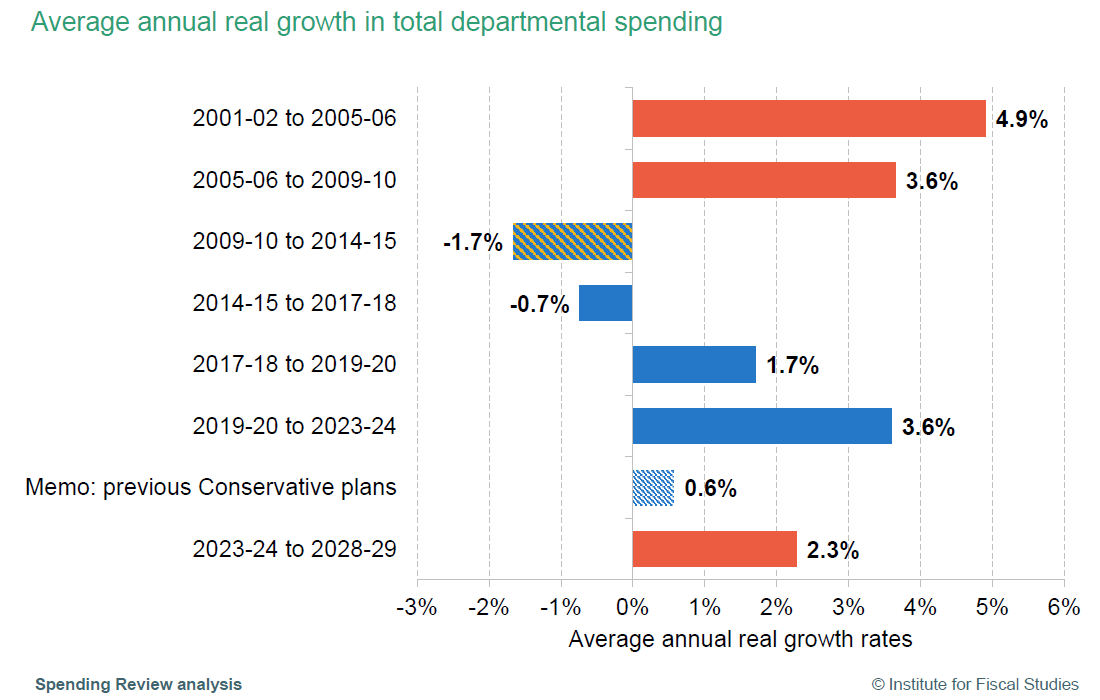 Average annual real growth in total departmental spending
2001-02 to 2005-06 4.9%
2005-06 to 2009-10 3.6%
2009-10 to 2014-15 -1.7%
2014-15 to 2017-18 -0.7%
2017-18 to 2019-20 1.7%
2019-20 to 2023-24 3.6%
Memo: previous Conservative plans 0.6%
2023-24 to 2028-29 2.3%
-3% -2% -1% 0% 1% 2% 3% 4% 5% 6%
Average annual real growth rates
Spending Review analysis © Institute for Fiscal Studies